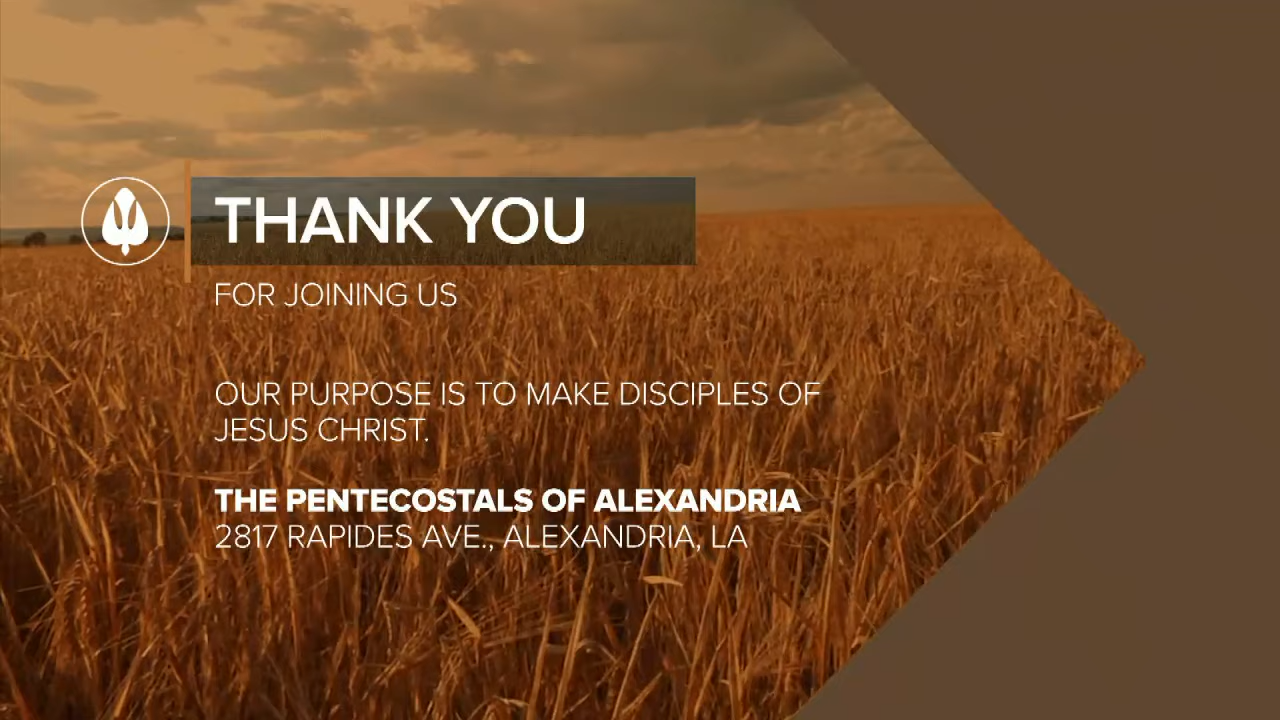 THANK YOU
FOR JOINING US
OUR PURPOSE IS TO MAKE DISCIPLES OF
JESUS CHRIST.
THE PENTECOSTALS OF ALEXANDRIA
2817 RAPIDES AVE., ALEXANDRIA, LA